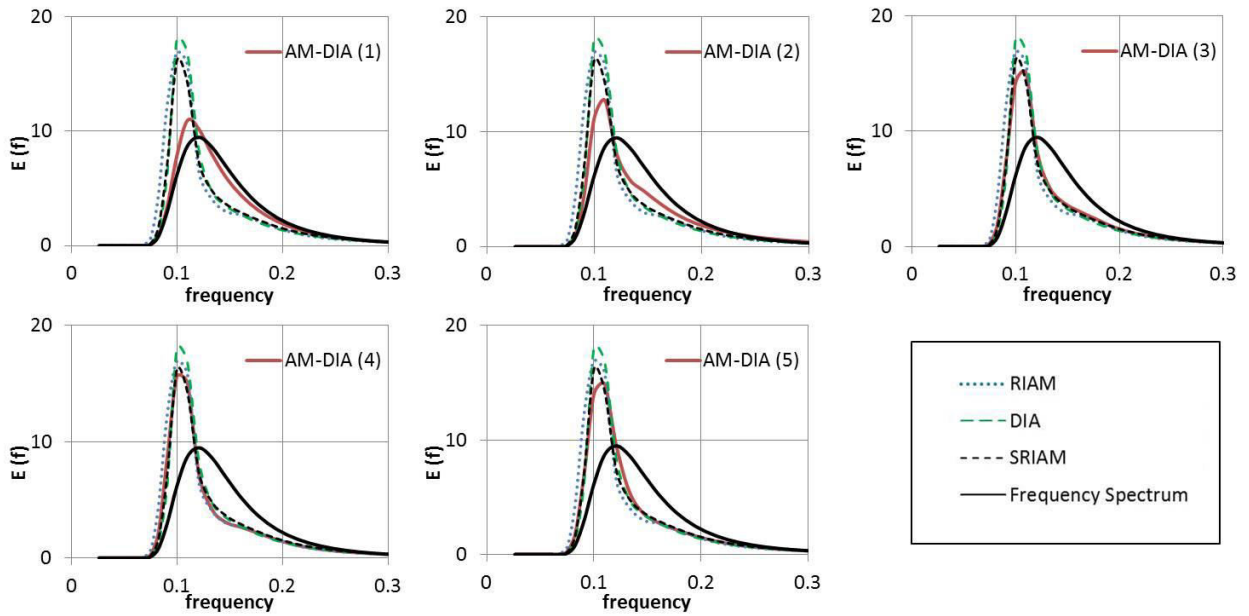 20
AM-DIA (1)
10
0
E (f)
0 0.1 0.2 0.3
frequency
20
AM-DIA (2)
10
0
E (f)
0 0.1 0.2 0.3
frequency
20
AM-DIA (3)
10
0
E (f)
0 0.1 0.2 0.3
frequency
20
AM-DIA (4)
10
0
E (f)
0 0.1 0.2 0.3
frequency
20
AM-DIA (5)
10
0
E (f)
0 0.1 0.2 0.3
frequency
RIAM
DIA
SRIAM
Frequency Spectrum